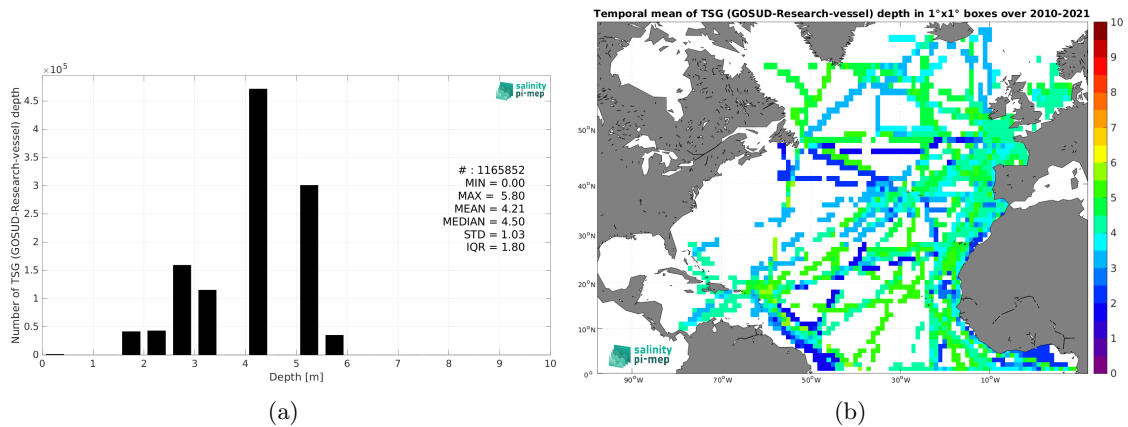 Temporal mean of TSG (GOSUD-Research-vessel) depth in 1°x1° boxes over 2010-2021
×10⁵
4.5
4
3.5
3
2.5
2
1.5
1
0.5
0
Number of TSG (GOSUD-Research-vessel) depth
0 1 2 3 4 5 6 7 8 9 10
Depth [m]
salinity
pi-mep
# : 1165852
MIN = 0.00
MAX = 5.80
MEAN = 4.21
MEDIAN = 4.50
STD = 1.03
IQR = 1.80
(a)
50°N
40°N
30°N
20°N
10°N
0°
90°W 70°W 50°W 30°W 10°W
salinity
pi-mep
10
9
8
7
6
5
4
3
2
1
0
(b)